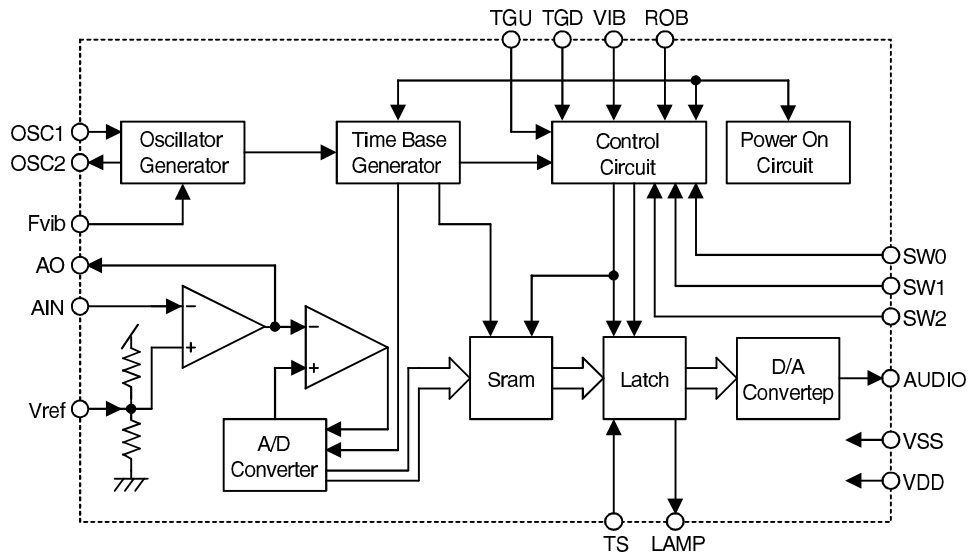 TGU TGD VIB ROB
OSC1
OSC2
Oscillator
Generator
Time Base
Generator
Control
Circuit
Power On
Circuit
Fvib
AO
AIN
Vref
−
+
−
+
A/D
Converter
Sram
Latch
D/A
Convertep
SW0
SW1
SW2
AUDIO
VSS
VDD
TS LAMP